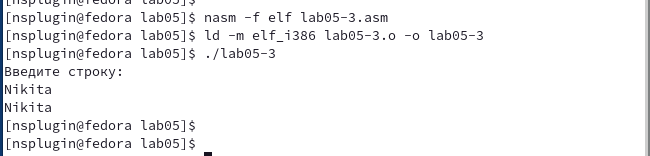 [nsplugin@fedora lab05]$ nasm -f elf lab05-3.asm
[nsplugin@fedora lab05]$ ld -m elf_i386 lab05-3.o -o lab05-3
[nsplugin@fedora lab05]$ ./lab05-3
Введите строку:
Nikita
Nikita
[nsplugin@fedora lab05]$
[nsplugin@fedora lab05]$